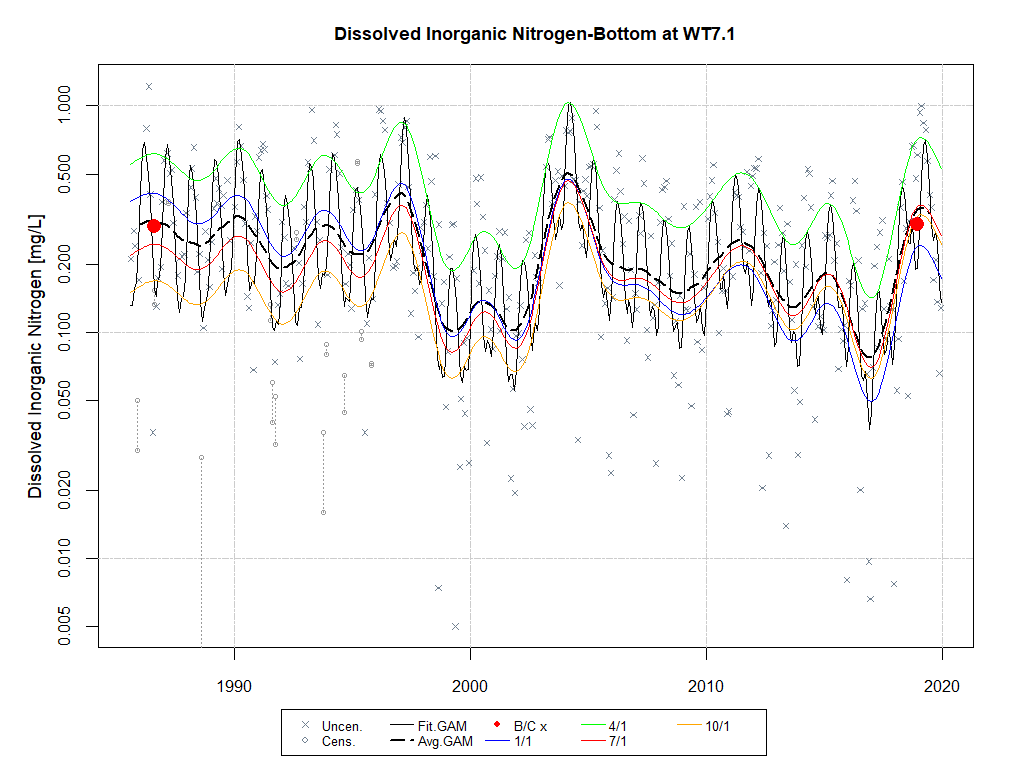 Dissolved Inorganic Nitrogen-Bottom at WT7.1
Dissolved Inorganic Nitrogen [mg/L]
1.000
0.500
0.200
0.100
0.050
0.020
0.010
0.005
1990 2000 2010 2020
Uncen. Fit.GAM B/C x 4/1 10/1
Cens. Avg.GAM 1/1 7/1